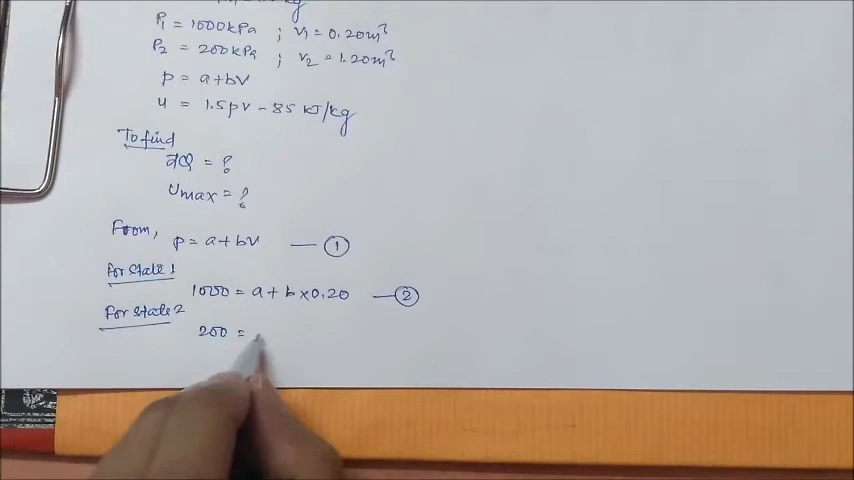 P₁ = 1000kPa ; V₁ = 0.20m³
P₂ = 200kPa ; V₂ = 1.20m³
p = a+bv
u = 1.5pv - 85 kJ/kg
To find
đQ = ?
Umax = ?
From, p = a+bv — ①
For state 1
1000 = a + b×0.20 — ②
For state 2
200 =